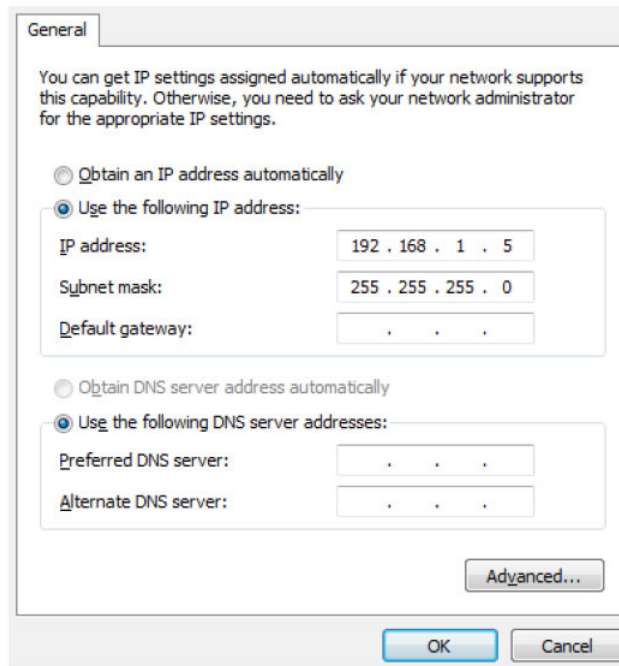 General
You can get IP settings assigned automatically if your network supports
this capability. Otherwise, you need to ask your network administrator
for the appropriate IP settings.
Obtain an IP address automatically
Use the following IP address:
IP address: 192 . 168 . 1 . 5
Subnet mask: 255 . 255 . 255 . 0
Default gateway: . . .
Obtain DNS server address automatically
Use the following DNS server addresses:
Preferred DNS server: . . .
Alternate DNS server: . . .
Advanced...
OK Cancel